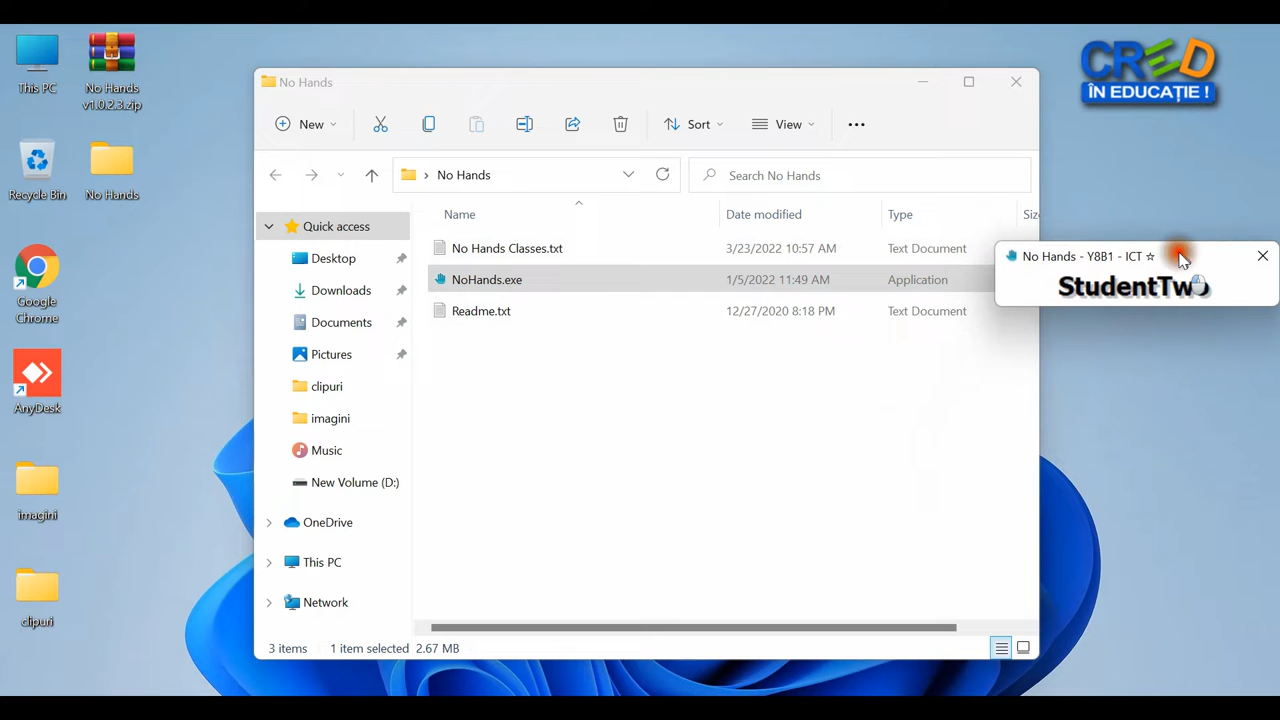 This PC
No Hands
v1.0.2.3.zip
Recycle Bin
No Hands
Google
Chrome
AnyDesk
imagini
clipuri
No Hands
New
Sort
View
No Hands
Search No Hands
Name
Date modified
Type
No Hands Classes.txt
3/23/2022 10:57 AM
Text Document
NoHands.exe
1/5/2022 11:49 AM
Application
Readme.txt
12/27/2020 8:18 PM
Text Document
Quick access
Desktop
Downloads
Documents
Pictures
clipuri
imagini
Music
New Volume (D:)
OneDrive
This PC
Network
3 items
1 item selected 2.67 MB
CRED
ÎN EDUCAȚIE !
No Hands - Y8B1 - ICT ☆
StudentTwo